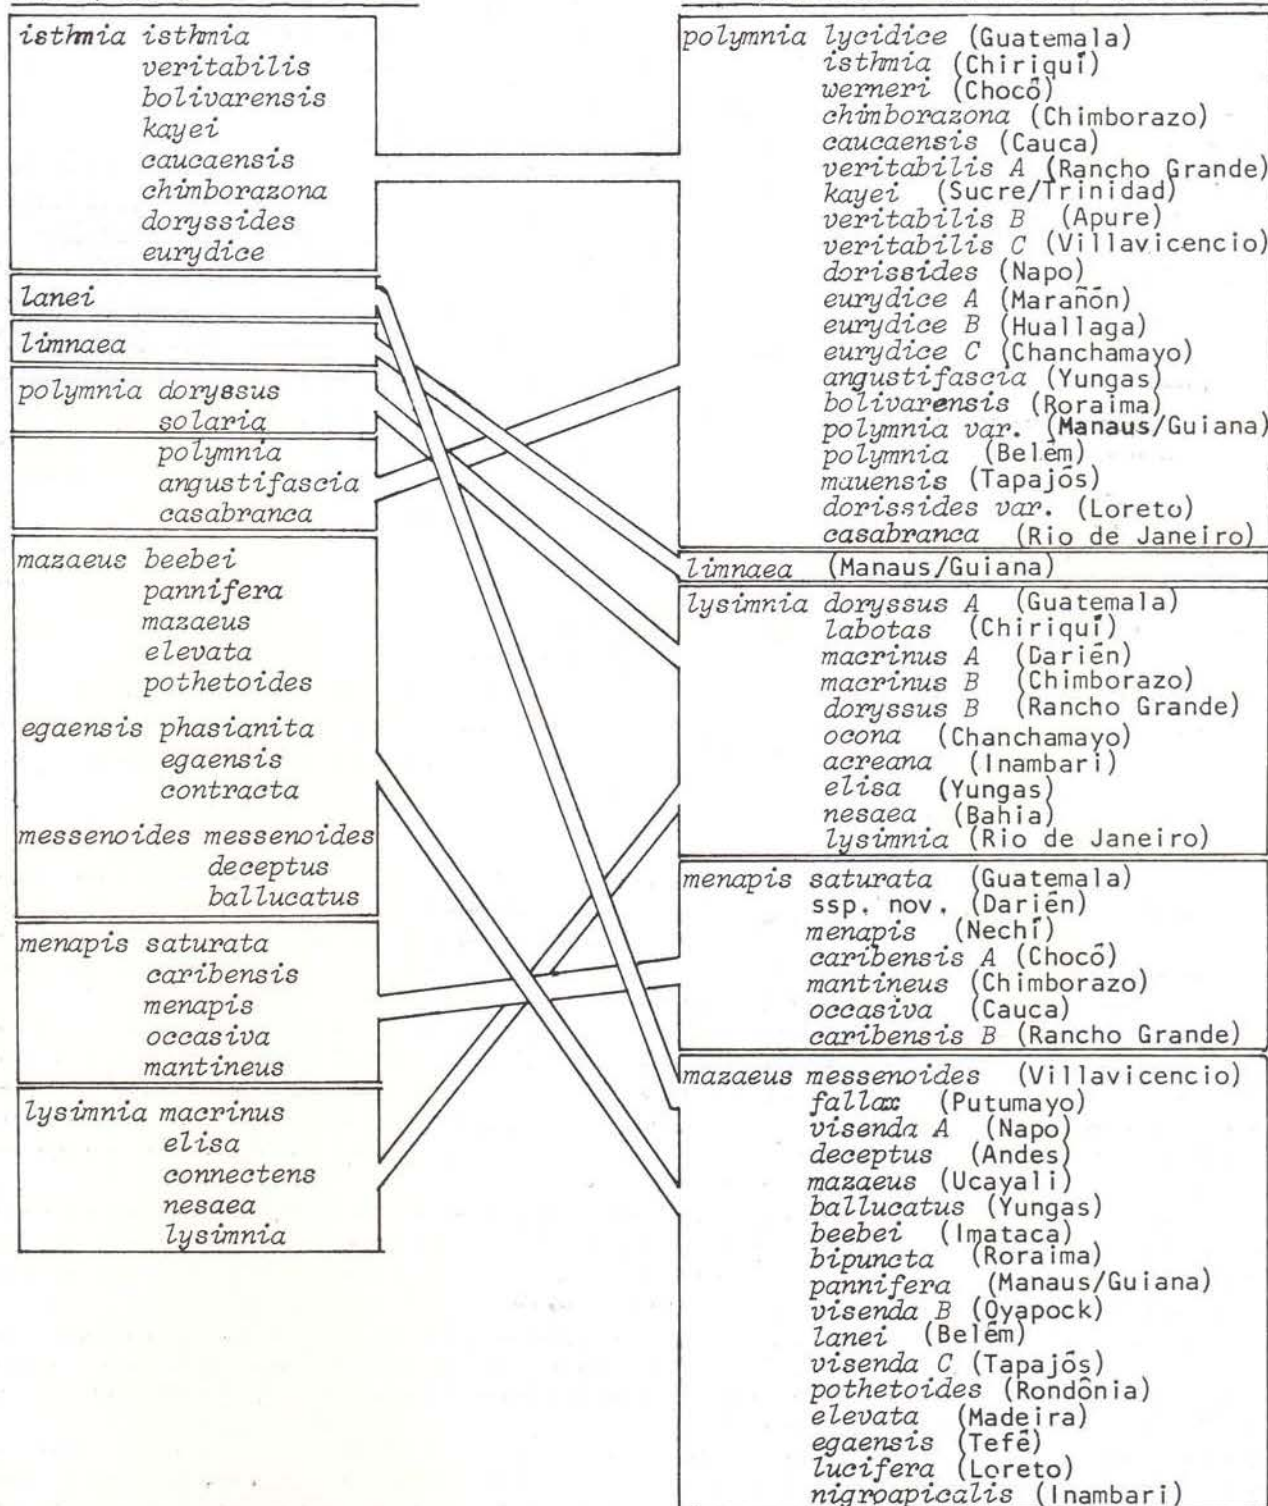 isthmia isthmia
veritabilis
bolivarensis
kayei
caucaensis
chimborazona
doryssides
eurydice
lanei
limnaea
polymnia doryssus
solaria
polymnia
angustifascia
casabranca
mazaeus beebei
pannifera
mazaeus
elevata
pothetoides
egaensis phasianita
egaensis
contracta
messenoides messenoides
deceptus
ballucatus
menapis saturata
caribensis
menapis
occasiva
mantineus
lysimnia macrinus
elisa
connectens
nesaea
lysimnia
polymnia lycidice (Guatemala)
isthmia (Chiriquí)
werneri (Chocô)
chimborazona (Chimborazo)
caucaensis (Cauca)
veritabilis A (Rancho Grande)
kayei (Sucre/Trinidad)
veritabilis B (Apure)
veritabilis C (Villavicencio)
dorissides (Napo)
eurydice A (Marañón)
eurydice B (Huallaga)
eurydice C (Chanchamayo)
angustifascia (Yungas)
bolivarensis (Roraima)
polymnia var. (Manaus/Guiana)
polymnia (Belém)
mauensis (Tapajós)
dorissides var. (Loreto)
casabranca (Rio de Janeiro)
limnaea (Manaus/Guiana)
lysimnia doryssus A (Guatemala)
labotas (Chiriquí)
macrinus A (Darién)
macrinus B (Chimborazo)
doryssus B (Rancho Grande)
ocona (Chanchamayo)
acreana (Inambari)
elisa (Yungas)
nesaea (Bahia)
lysimnia (Rio de Janeiro)
menapis saturata (Guatemala)
ssp. nov. (Darién)
menapis (Nechí)
caribensis A (Chocó)
mantineus (Chimborazo)
occasiva (Cauca)
caribensis B (Rancho Grande)
mazaeus messenoides (Villavicencio)
fallax (Putumayo)
visenda A (Napo)
deceptus (Andes)
mazaeus (Ucayali)
ballucatus (Yungas)
beebei (Imataca)
bipuncta (Roraima)
pannifera (Manaus/Guiana)
visenda B (Oyapock)
lanei (Belém)
visenda C (Tapajós)
pothetoides (Rondônia)
elevata (Madeira)
egaensis (Tefé)
lucifera (Loreto)
nigroapicalis (Inambari)